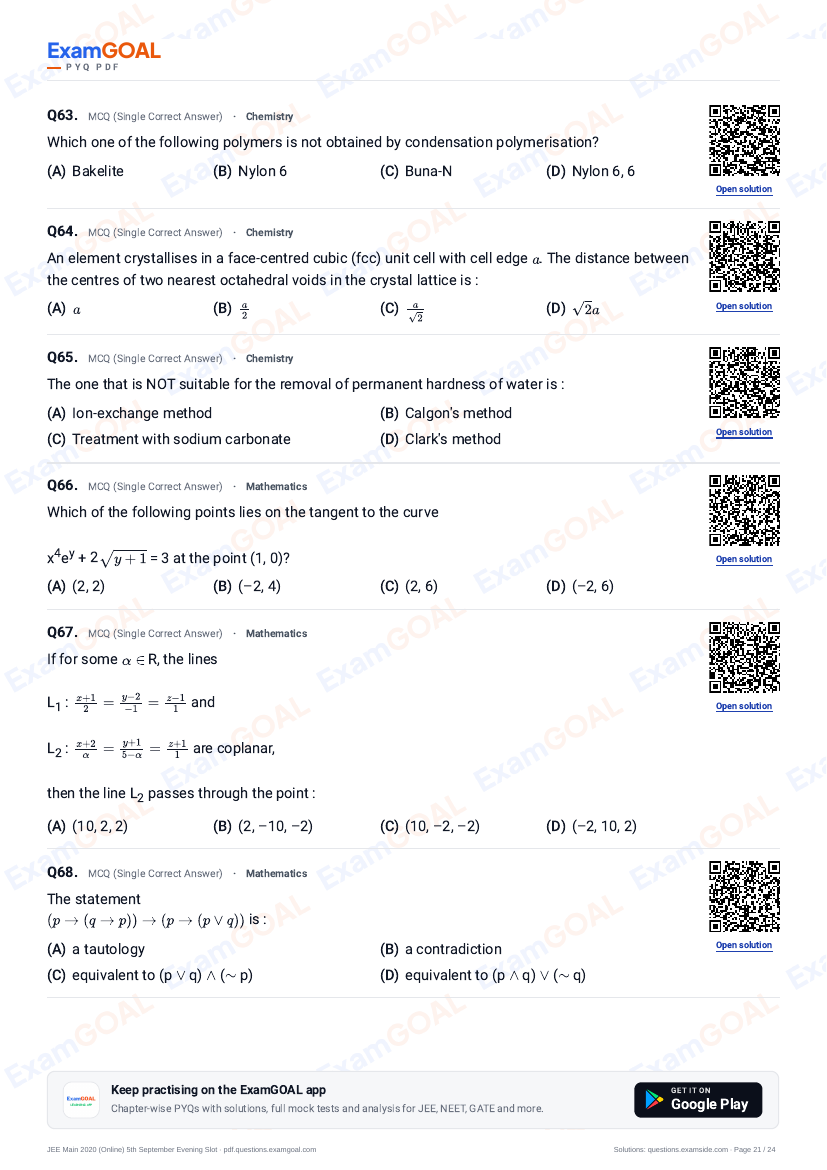 ExamGOAL
PYQ PDF
Q63. MCQ (Single Correct Answer) · Chemistry
Which one of the following polymers is not obtained by condensation polymerisation?
(A) Bakelite (B) Nylon 6 (C) Buna-N (D) Nylon 6, 6
Open solution
Q64. MCQ (Single Correct Answer) · Chemistry
An element crystallises in a face-centred cubic (fcc) unit cell with cell edge a. The distance between
the centres of two nearest octahedral voids in the crystal lattice is :
(A) a (B) a/2 (C) a/√2 (D) √2a
Open solution
Q65. MCQ (Single Correct Answer) · Chemistry
The one that is NOT suitable for the removal of permanent hardness of water is :
(A) Ion-exchange method (B) Calgon's method
(C) Treatment with sodium carbonate (D) Clark's method
Open solution
Q66. MCQ (Single Correct Answer) · Mathematics
Which of the following points lies on the tangent to the curve
x⁴eʸ + 2√(y + 1) = 3 at the point (1, 0)?
(A) (2, 2) (B) (−2, 4) (C) (2, 6) (D) (−2, 6)
Open solution
Q67. MCQ (Single Correct Answer) · Mathematics
If for some α ∈ R, the lines
L₁ : (x+1)/2 = (y−2)/−1 = (z−1)/1 and
L₂ : (x+2)/α = (y+1)/(5−α) = (z+1)/1 are coplanar,
then the line L₂ passes through the point :
(A) (10, 2, 2) (B) (2, −10, −2) (C) (10, −2, −2) (D) (−2, 10, 2)
Open solution
Q68. MCQ (Single Correct Answer) · Mathematics
The statement
(p → (q → p)) → (p → (p ∨ q)) is :
(A) a tautology (B) a contradiction
(C) equivalent to (p ∨ q) ∧ (∼ p) (D) equivalent to (p ∧ q) ∨ (∼ q)
Open solution
Keep practising on the ExamGOAL app
Chapter-wise PYQs with solutions, full mock tests and analysis for JEE, NEET, GATE and more.
GET IT ON
Google Play
JEE Main 2020 (Online) 5th September Evening Slot · pdf.questions.examgoal.com
Solutions: questions.examside.com · Page 21 / 24